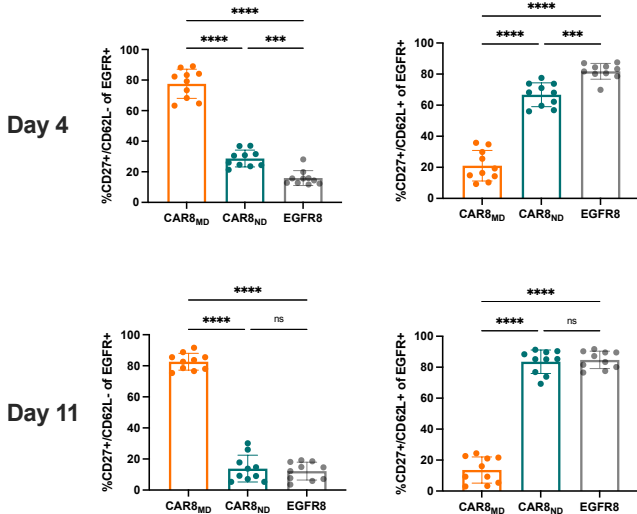 Day 4
****
**** ***
%CD27+/CD62L- of EGFR+
100
80
60
40
20
0
CAR8MD CAR8ND EGFR8
****
**** ***
%CD27+/CD62L+ of EGFR+
100
80
60
40
20
0
CAR8MD CAR8ND EGFR8
Day 11
****
**** ns
%CD27+/CD62L- of EGFR+
100
80
60
40
20
0
CAR8MD CAR8ND EGFR8
****
**** ns
%CD27+/CD62L+ of EGFR+
100
80
60
40
20
0
CAR8MD CAR8ND EGFR8